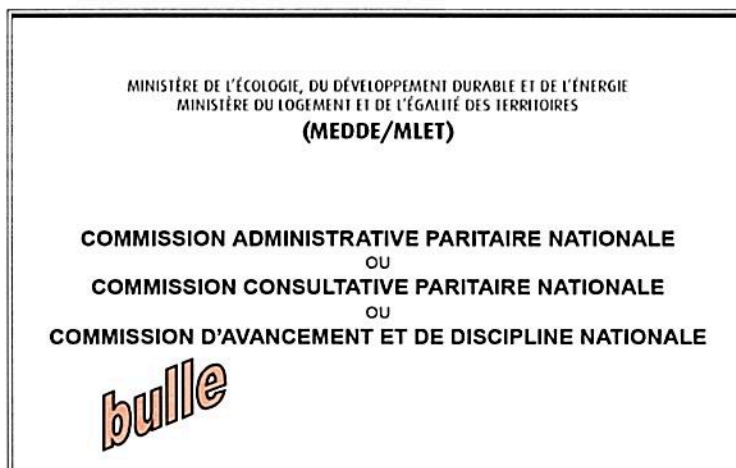 MINISTÈRE DE L'ÉCOLOGIE, DU DÉVELOPPEMENT DURABLE ET DE L'ÉNERGIE
MINISTÈRE DU LOGEMENT ET DE L'ÉGALITÉ DES TERRITOIRES
(MEDDE/MLET)
COMMISSION ADMINISTRATIVE PARITAIRE NATIONALE
OU
COMMISSION CONSULTATIVE PARITAIRE NATIONALE
OU
COMMISSION D'AVANCEMENT ET DE DISCIPLINE NATIONALE
bulle